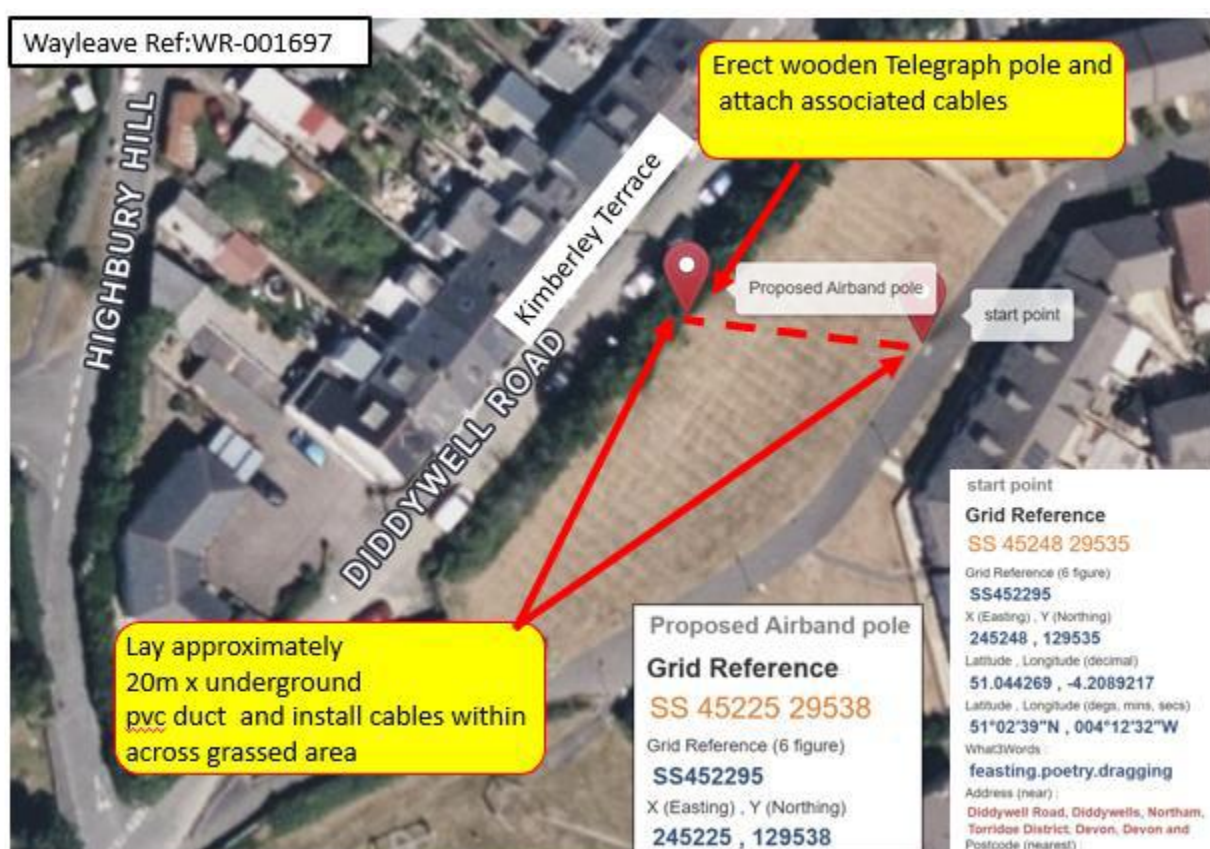 Wayleave Ref:WR-001697
Erect wooden Telegraph pole and
attach associated cables
HIGHBURY HILL
Kimberley Terrace
DIDDYWELL ROAD
Proposed Airband pole
start point
Lay approximately
20m x underground
pvc duct and install cables within
across grassed area
Proposed Airband pole
Grid Reference
SS 45225 29538
Grid Reference (6 figure)
SS452295
X (Easting) , Y (Northing)
245225 , 129538
start point
Grid Reference
SS 45248 29535
Grid Reference (6 figure)
SS452295
X (Easting) , Y (Northing)
245248 , 129535
Latitude , Longitude (decimal)
51.044269 , -4.2089217
Latitude , Longitude (degs, mins, secs)
51°02'39"N , 004°12'32"W
What3Words :
feasting.poetry.dragging
Address (near) :
Diddywell Road, Diddywells, Northam,
Torridge District, Devon, Devon and
Postcode (nearest) :